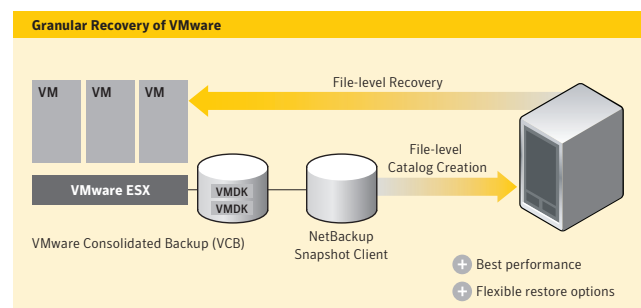 Granular Recovery of VMware
VM VM VM
File-level Recovery
File-level
Catalog Creation
VMware ESX
VMDK
VMDK
VMware Consolidated Backup (VCB)
NetBackup
Snapshot Client
+ Best performance
+ Flexible restore options